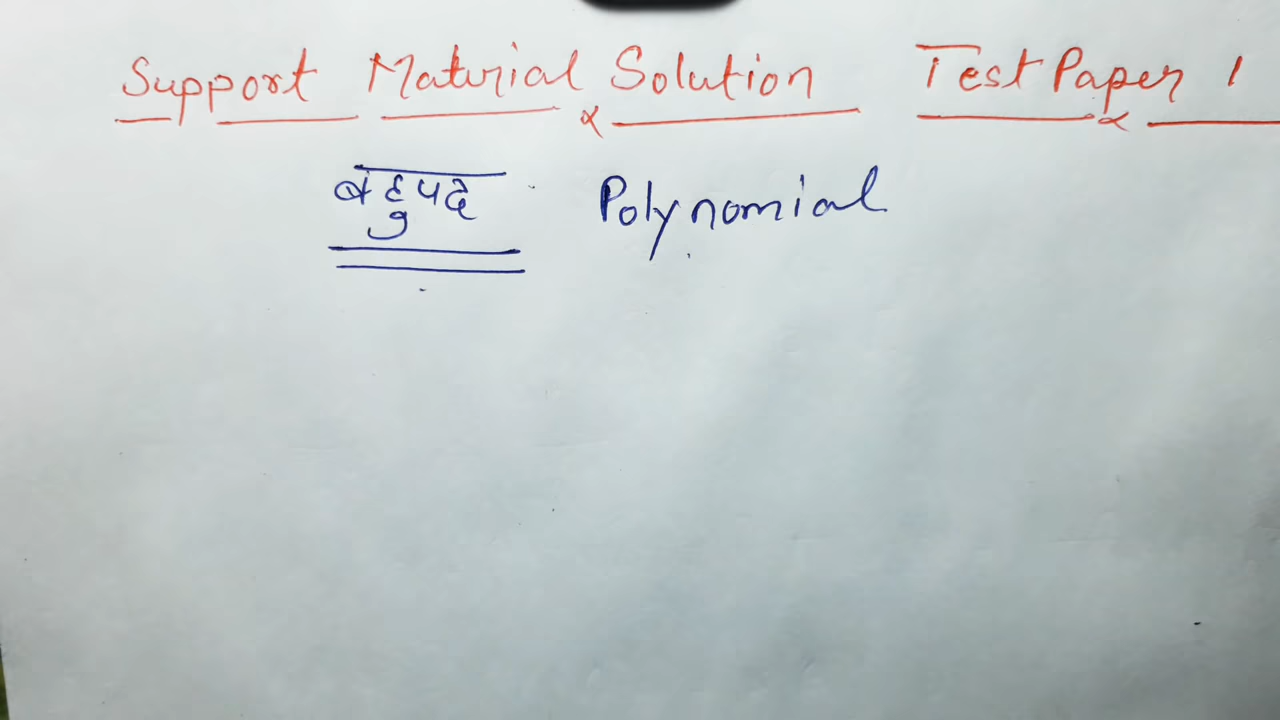 Support Material Solution Test Paper 1
बहुपद Polynomial